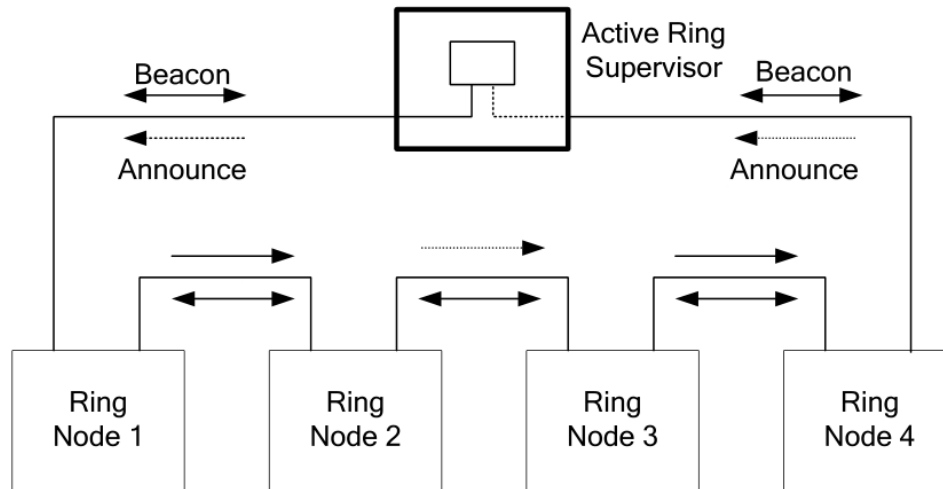 Active Ring
Supervisor
Beacon
Beacon
Announce
Announce
Ring
Node 1
Ring
Node 2
Ring
Node 3
Ring
Node 4